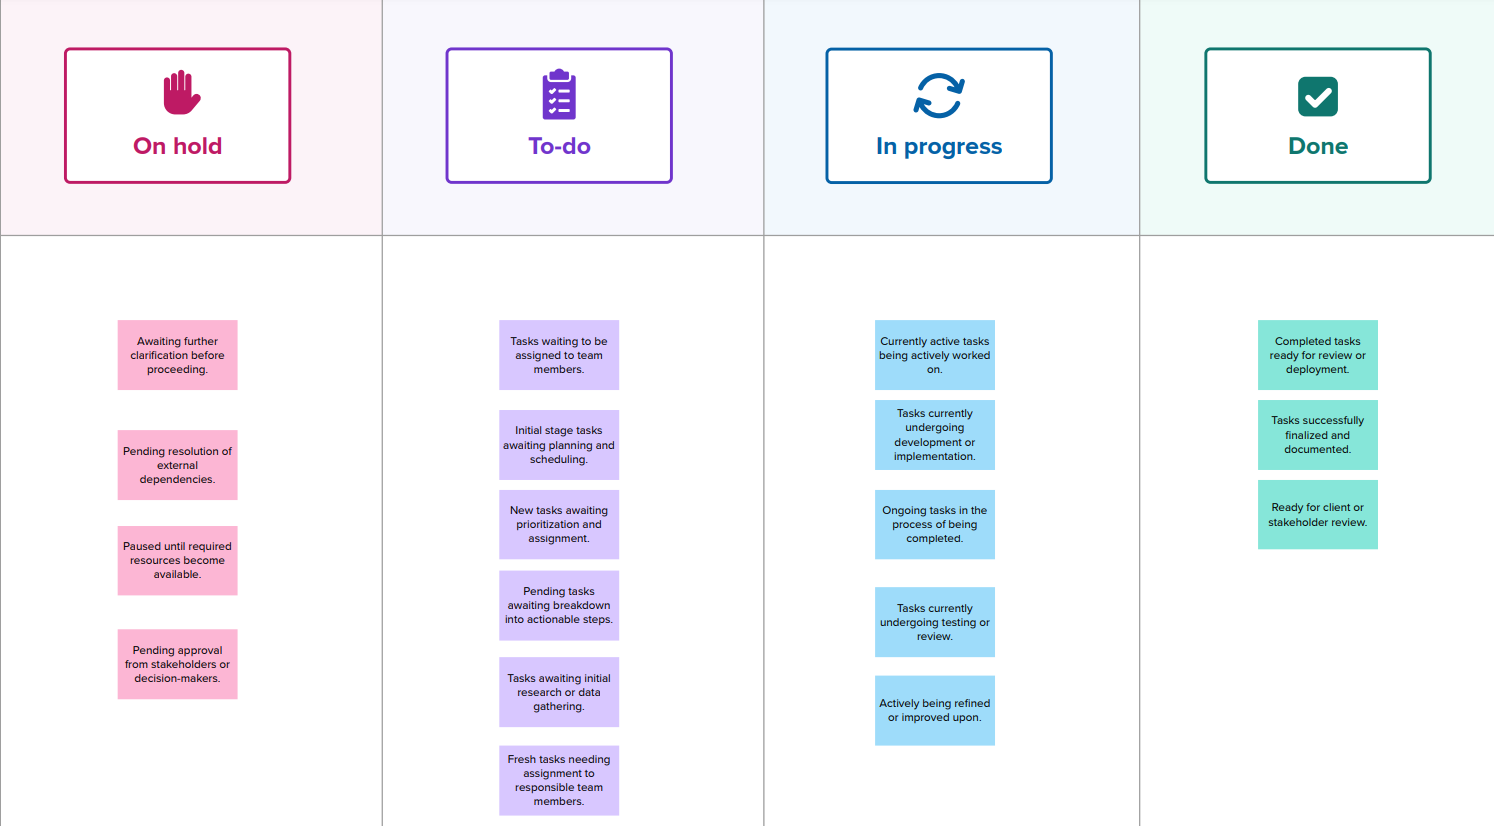 On hold
To-do
In progress
Done
Awaiting further
clarification before
proceeding.
Pending resolution of
external
dependencies.
Paused until required
resources become
available.
Pending approval
from stakeholders or
decision-makers.
Tasks waiting to be
assigned to team
members.
Initial stage tasks
awaiting planning and
scheduling.
New tasks awaiting
prioritization and
assignment.
Pending tasks
awaiting breakdown
into actionable steps.
Tasks awaiting initial
research or data
gathering.
Fresh tasks needing
assignment to
responsible team
members.
Currently active tasks
being actively worked
on.
Tasks currently
undergoing
development or
implementation.
Ongoing tasks in the
process of being
completed.
Tasks currently
undergoing testing or
review.
Actively being refined
or improved upon.
Completed tasks
ready for review or
deployment.
Tasks successfully
finalized and
documented.
Ready for client or
stakeholder review.